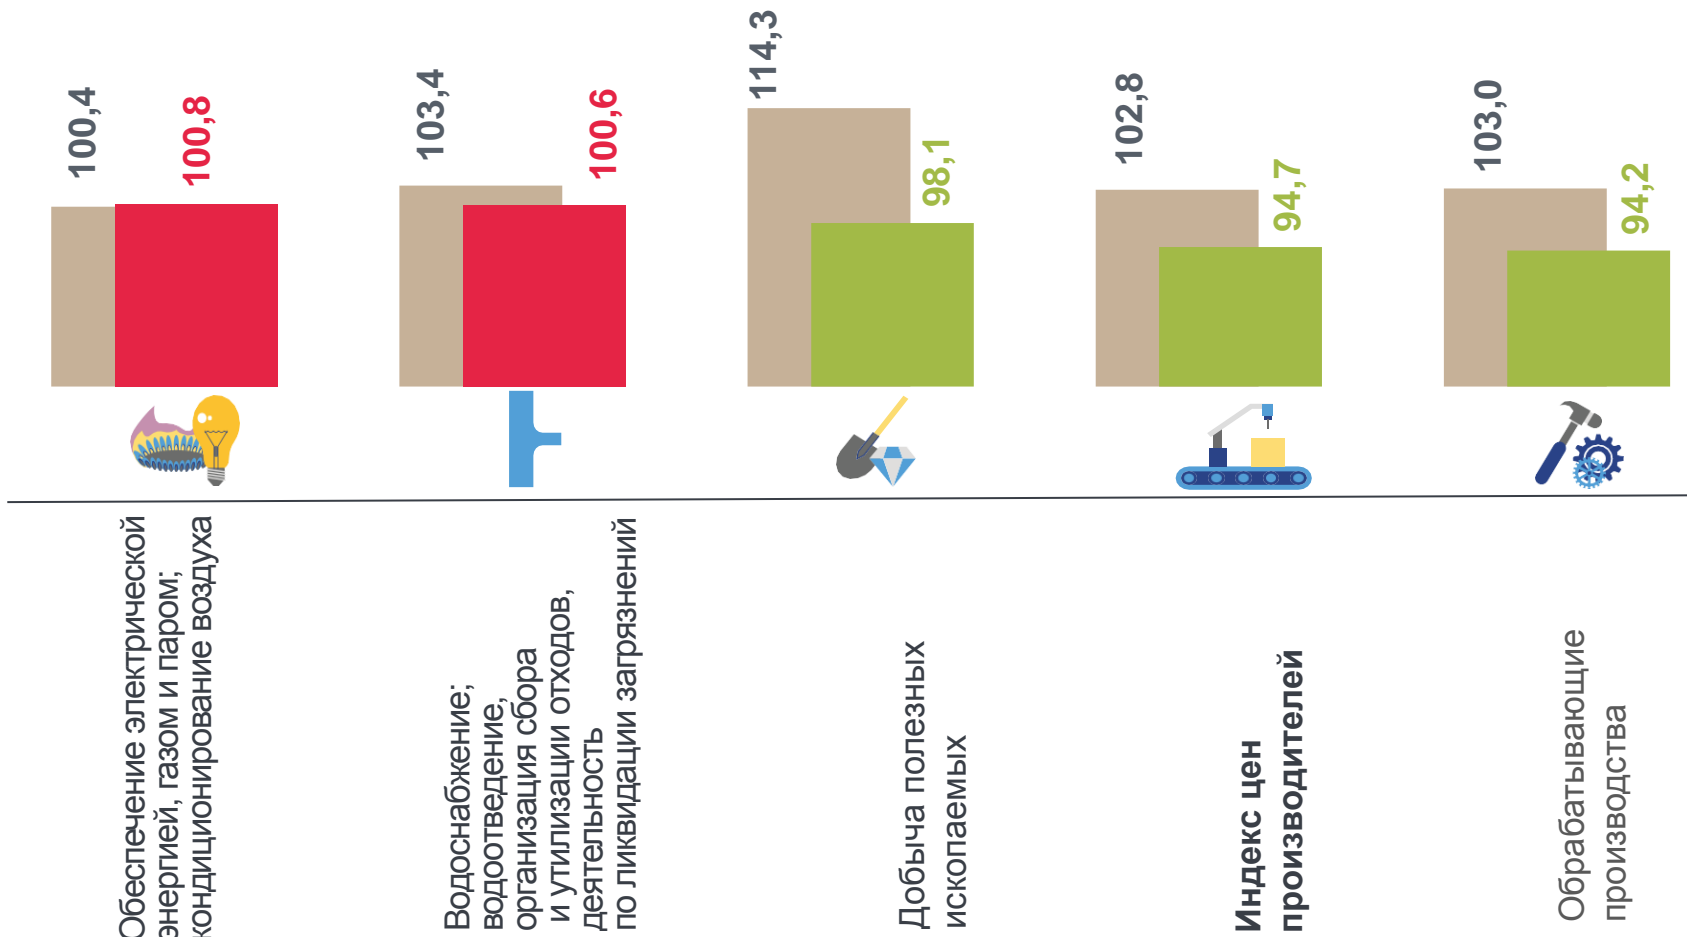 100,4
100,8
103,4
100,6
114,3
98,1
102,8
94,7
103,0
94,2
Обеспечение электрической
энергией, газом и паром;
кондиционирование воздуха
Водоснабжение;
водоотведение,
организация сбора
и утилизации отходов,
деятельность
по ликвидации загрязнений
Добыча полезных
ископаемых
Индекс цен
производителей
Обрабатывающие
производства